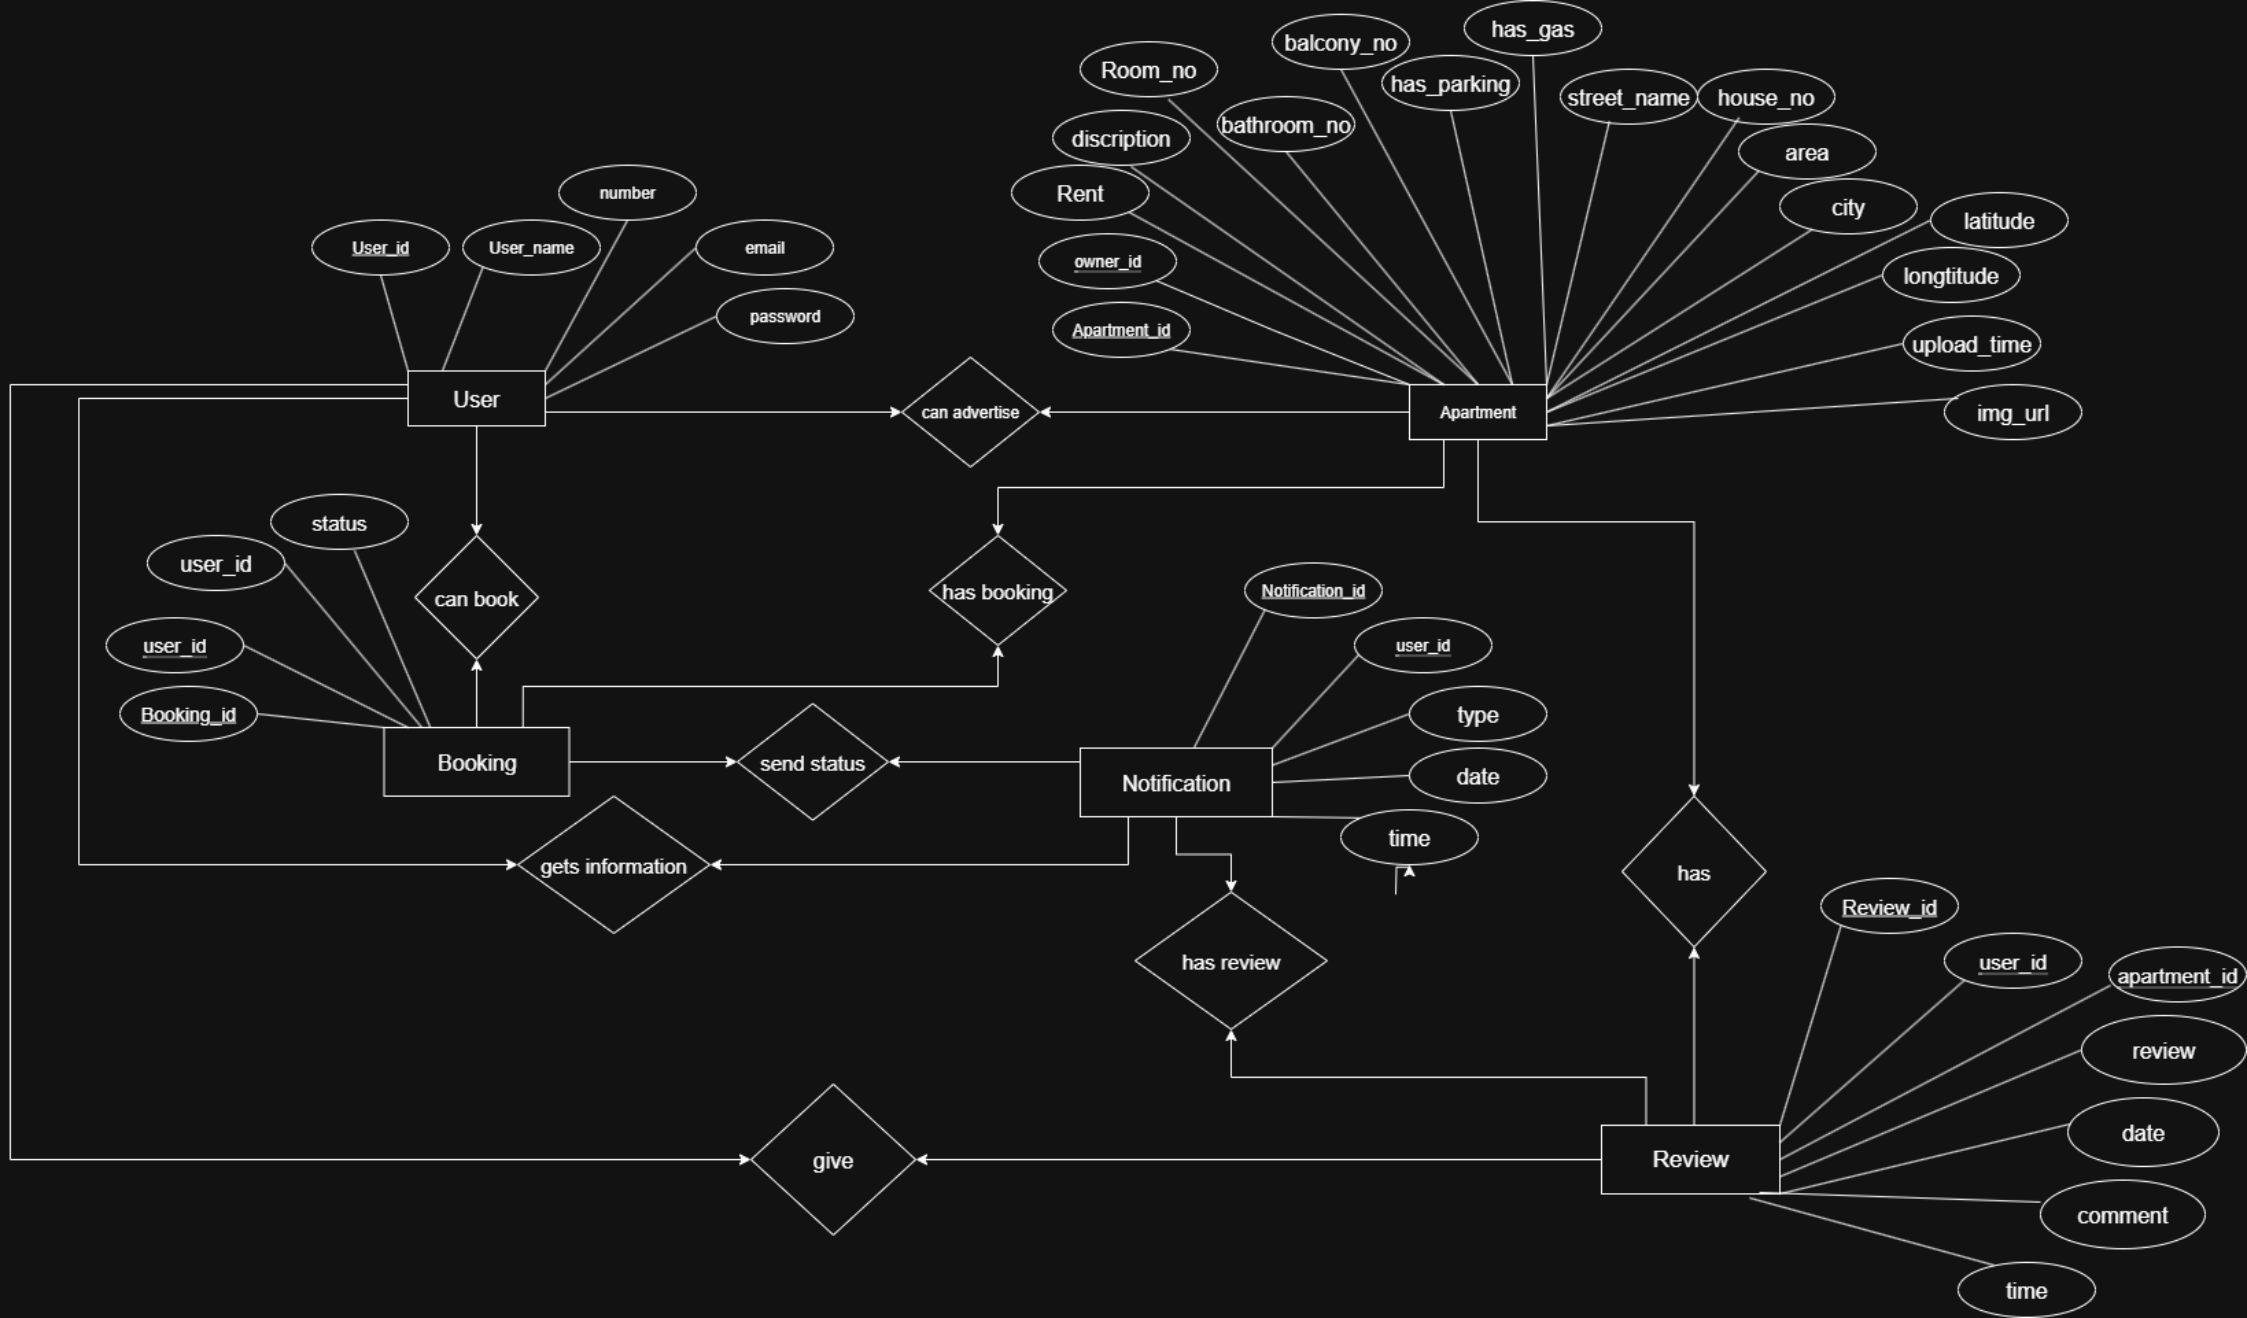 has_gas
balcony_no
Room_no
has_parking
street_name
house_no
bathroom_no
discription
area
number
Rent
city
latitude
User_id
User_name
email
owner_id
longtitude
password
Apartment_id
upload_time
User
can advertise
Apartment
img_url
status
user_id
can book
has booking
Notification_id
user_id
user_id
Booking_id
type
Booking
send status
Notification
date
time
gets information
has
Review_id
has review
user_id
apartment_id
review
date
give
Review
comment
time